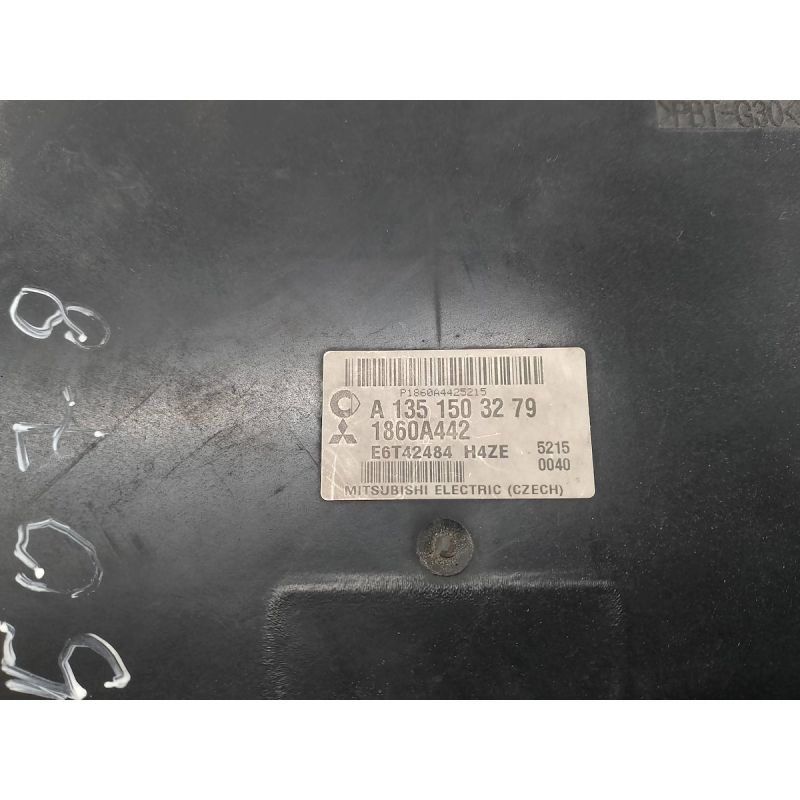 >PBT-G30<
P1860A4425215
A 135 150 32 79
1860A442
E6T42484 H4ZE 5215
0040
MITSUBISHI ELECTRIC (CZECH)